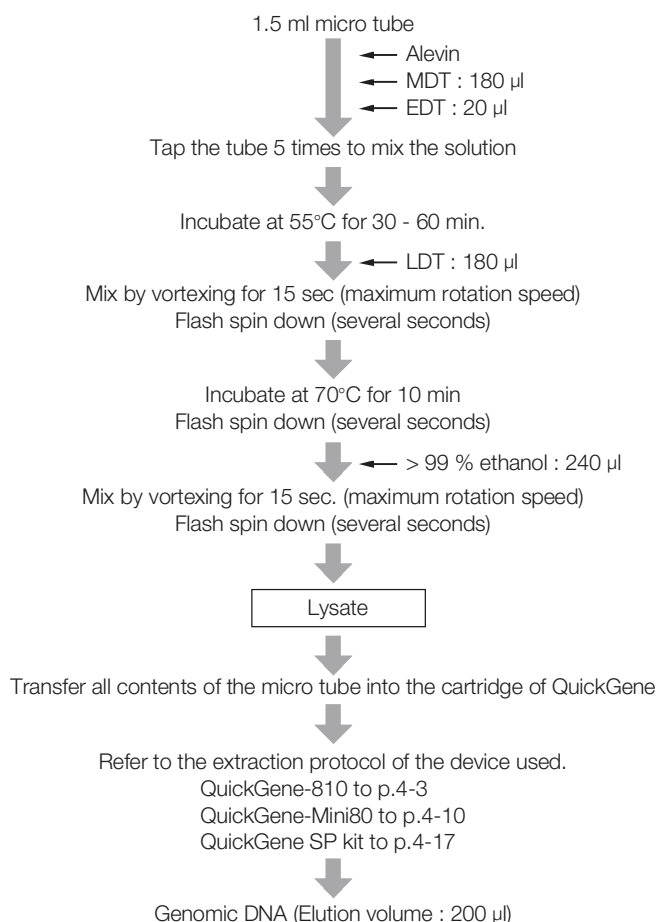 1.5 ml micro tube
Alevin
MDT : 180 µl
EDT : 20 µl
Tap the tube 5 times to mix the solution
Incubate at 55°C for 30 - 60 min.
LDT : 180 µl
Mix by vortexing for 15 sec (maximum rotation speed)
Flash spin down (several seconds)
Incubate at 70°C for 10 min
Flash spin down (several seconds)
> 99 % ethanol : 240 µl
Mix by vortexing for 15 sec. (maximum rotation speed)
Flash spin down (several seconds)
Lysate
Transfer all contents of the micro tube into the cartridge of QuickGene
Refer to the extraction protocol of the device used.
QuickGene-810 to p.4-3
QuickGene-Mini80 to p.4-10
QuickGene SP kit to p.4-17
Genomic DNA (Elution volume : 200 µl)